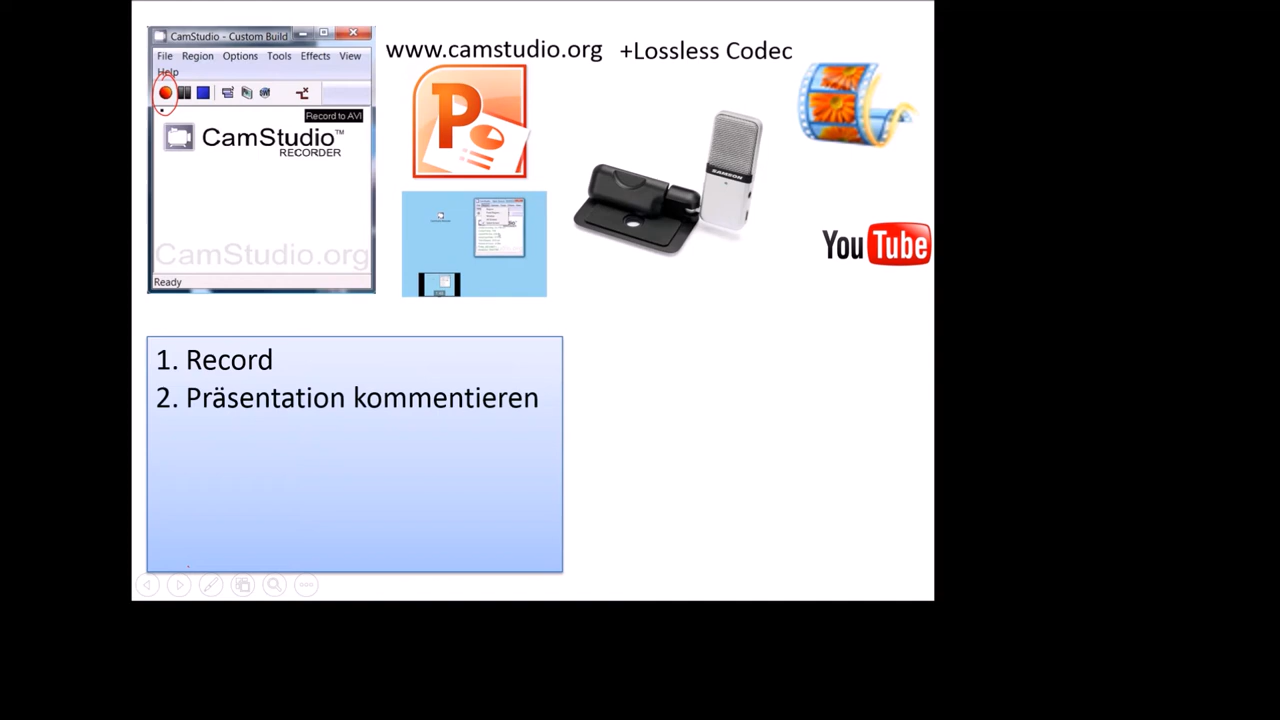 CamStudio - Custom Build
File Region Options Tools Effects View
Help
Record to AVI
CamStudio™
RECORDER
CamStudio.org
Ready
www.camstudio.org +Lossless Codec
P
SAMSON
YouTube
1. Record
2. Präsentation kommentieren